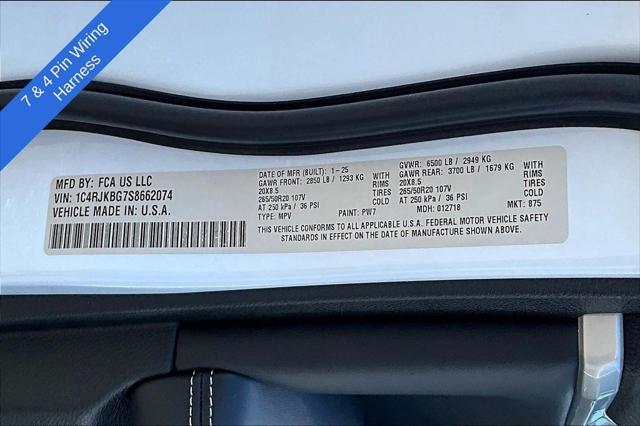 7 & 4 Pin Wiring
Harness
MFD BY: FCA US LLC
VIN: 1C4RJKBG7S8662074
VEHICLE MADE IN: U.S.A.
DATE OF MFR (BUILT): 1-25 GVWR: 6500 LB / 2949 KG
GAWR FRONT: 2850 LB / 1293 KG WITH GAWR REAR: 3700 LB / 1679 KG WITH
20X8.5 RIMS 20X8.5 RIMS
265/50R20 107V TIRES 265/50R20 107V TIRES
AT 250 kPa / 36 PSI COLD AT 250 kPa / 36 PSI COLD
TYPE: MPV PAINT: PW7 MDH: 012718 MKT: 875
THIS VEHICLE CONFORMS TO ALL APPLICABLE U.S.A. FEDERAL MOTOR VEHICLE SAFETY
STANDARDS IN EFFECT ON THE DATE OF MANUFACTURE SHOWN ABOVE.